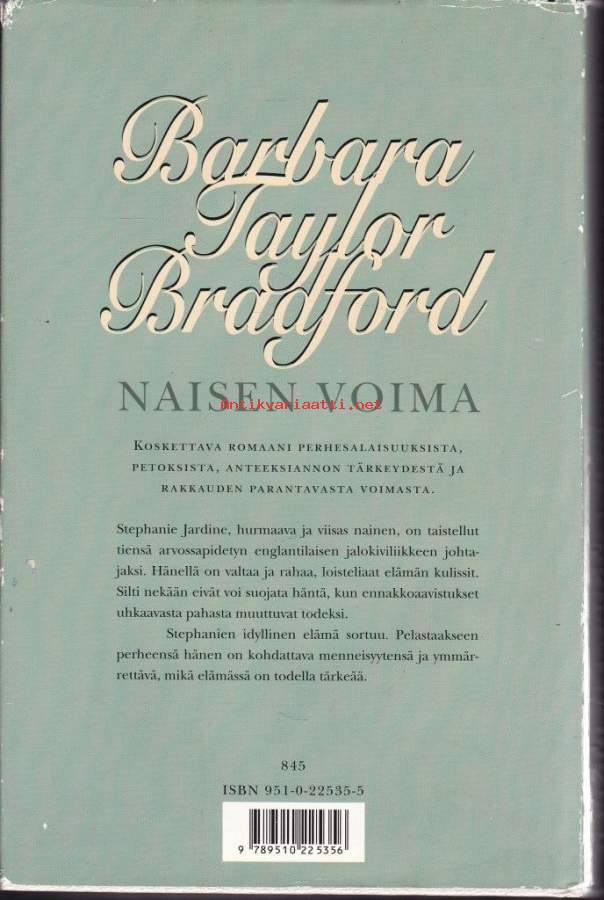 Barbara
Taylor
Bradford
NAISEN VOIMA
antikvariaatti.net
KOSKETTAVA ROMAANI PERHESALAISUUKSISTA,
PETOKSISTA, ANTEEKSIANNON TÄRKEYDESTÄ JA
RAKKAUDEN PARANTAVASTA VOIMASTA.
Stephanie Jardine, hurmaava ja viisas nainen, on taistellut
tiensä arvossapidetyn englantilaisen jalokiviliikkeen johta-
jaksi. Hänellä on valtaa ja rahaa, loisteliaat elämän kulissit.
Silti nekään eivät voi suojata häntä, kun ennakkoaavistukset
uhkaavasta pahasta muuttuvat todeksi.
Stephanien idyllinen elämä sortuu. Pelastaakseen
perheensä hänen on kohdattava menneisyytensä ja ymmär-
rettävä, mikä elämässä on todella tärkeää.
845
ISBN 951-0-22535-5
9 789510 225356